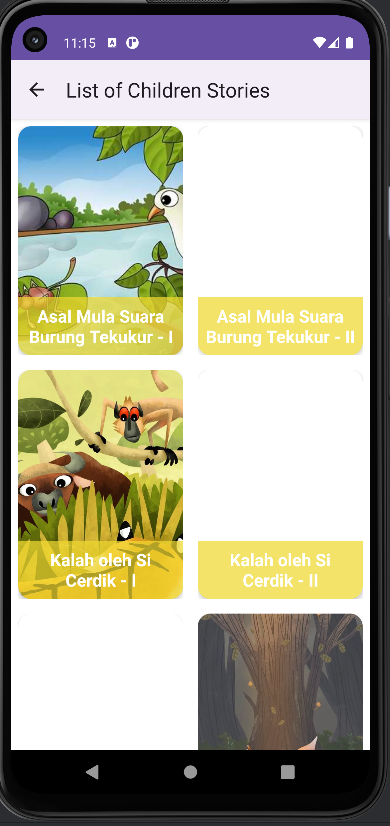 11:15
List of Children Stories
Asal Mula Suara
Burung Tekukur - I
Asal Mula Suara
Burung Tekukur - II
Kalah oleh Si
Cerdik - I
Kalah oleh Si
Cerdik - II